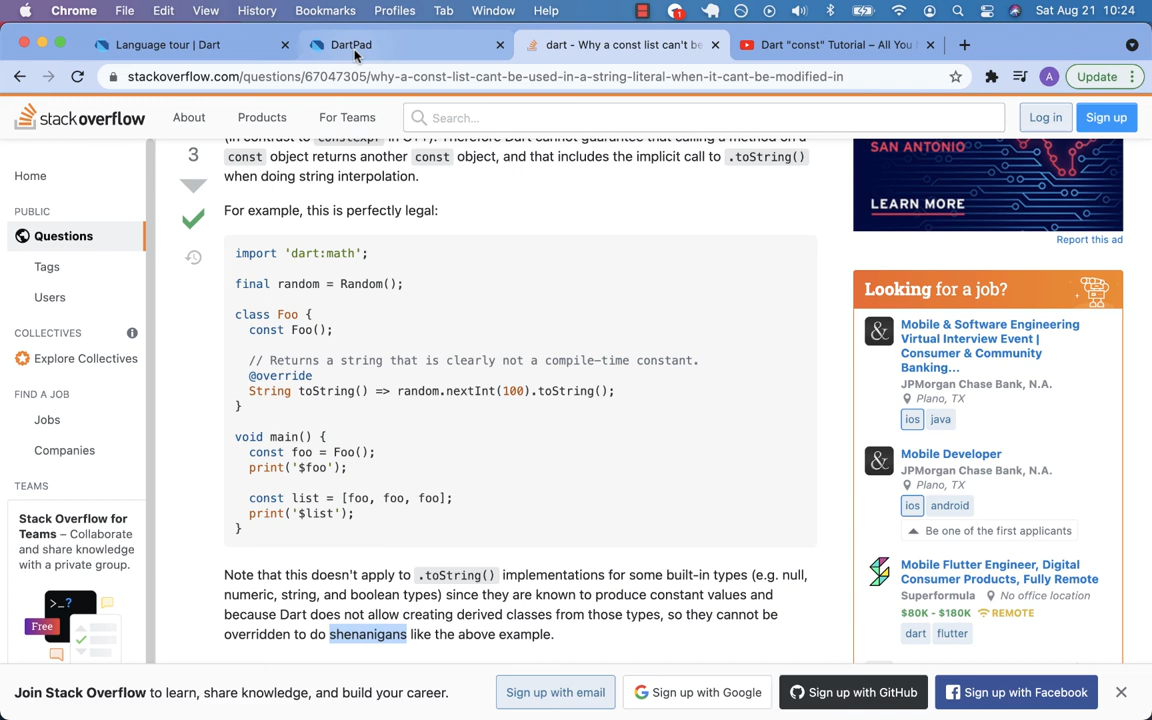 Chrome File Edit View History Bookmarks Profiles Tab Window Help Sat Aug 21 10:24
Language tour | Dart
DartPad
dart - Why a const list can't be
Dart "const" Tutorial – All You
stackoverflow.com/questions/67047305/why-a-const-list-cant-be-used-in-a-string-literal-when-it-cant-be-modified-in
A
Update
stackoverflow
About
Products
For Teams
Search...
Log in
Sign up
Home
PUBLIC
Questions
Tags
Users
COLLECTIVES
Explore Collectives
FIND A JOB
Jobs
Companies
TEAMS
Stack Overflow for
Teams – Collaborate
and share knowledge
with a private group.
>_?
Free
3
(in contrast to constexpr in C++). Therefore Dart cannot guarantee that calling a method on a
const object returns another const object, and that includes the implicit call to .toString()
when doing string interpolation.
For example, this is perfectly legal:
import 'dart:math';
final random = Random();
class Foo {
const Foo();
// Returns a string that is clearly not a compile-time constant.
@override
String toString() => random.nextInt(100).toString();
}
void main() {
const foo = Foo();
print('$foo');
const list = [foo, foo, foo];
print('$list');
}
Note that this doesn't apply to .toString() implementations for some built-in types (e.g. null,
numeric, string, and boolean types) since they are known to produce constant values and
because Dart does not allow creating derived classes from those types, so they cannot be
overridden to do shenanigans like the above example.
SAN ANTONIO
LEARN MORE
Report this ad
Looking for a job?
Mobile & Software Engineering
Virtual Interview Event |
Consumer & Community
Banking...
JPMorgan Chase Bank, N.A.
Plano, TX
ios java
Mobile Developer
JPMorgan Chase Bank, N.A.
Plano, TX
ios android
Be one of the first applicants
Mobile Flutter Engineer, Digital
Consumer Products, Fully Remote
Superformula No office location
$80K - $180K REMOTE
dart flutter
Join Stack Overflow to learn, share knowledge, and build your career.
Sign up with email
Sign up with Google
Sign up with GitHub
Sign up with Facebook